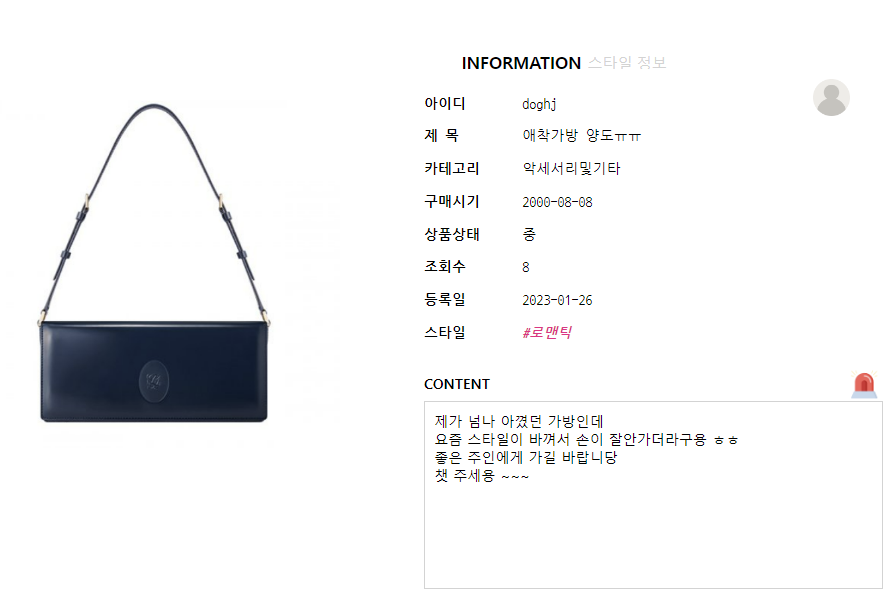 INFORMATION 스타일 정보
아이디 doghj
제 목 애착가방 양도ㅠㅠ
카테고리 악세서리및기타
구매시기 2000-08-08
상품상태 중
조회수 8
등록일 2023-01-26
스타일 #로맨틱
CONTENT
제가 넘나 아꼈던 가방인데
요즘 스타일이 바껴서 손이 잘안가더라구용 ㅎㅎ
좋은 주인에게 가길 바랍니당
챗 주세용 ~~~